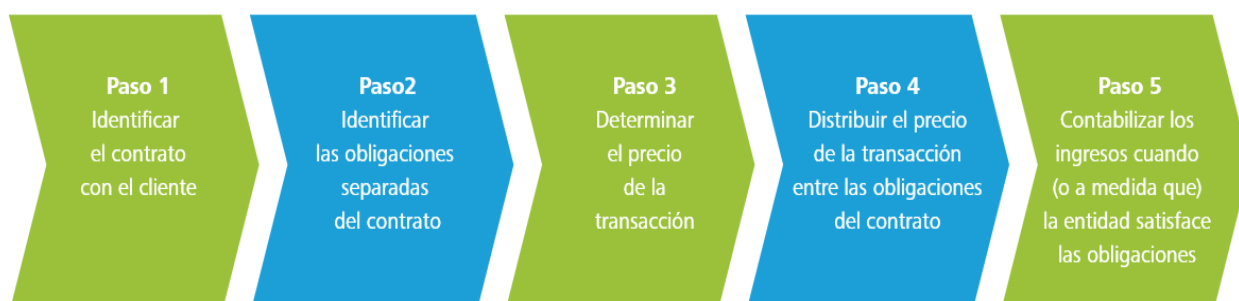 Paso 1
Identificar
el contrato
con el cliente
Paso2
Identificar
las obligaciones
separadas
del contrato
Paso 3
Determinar
el precio
de la
transacción
Paso 4
Distribuir el precio
de la transacción
entre las obligaciones
del contrato
Paso 5
Contabilizar los
ingresos cuando
(o a medida que)
la entidad satisface
las obligaciones